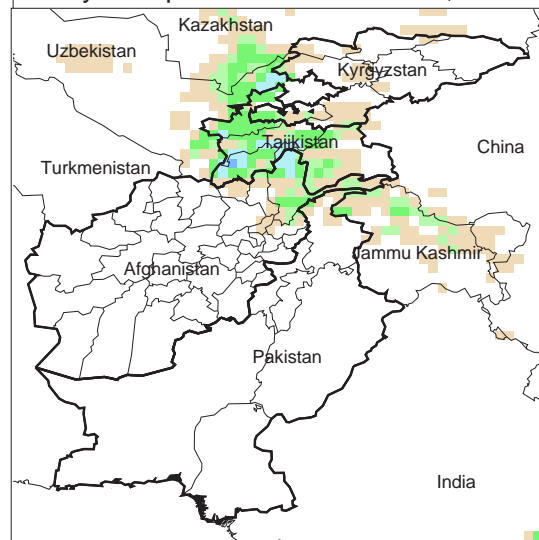 Kazakhstan
Uzbekistan
Kyrgyzstan
Tajikistan
China
Turkmenistan
Jammu Kashmir
Afghanistan
Pakistan
India